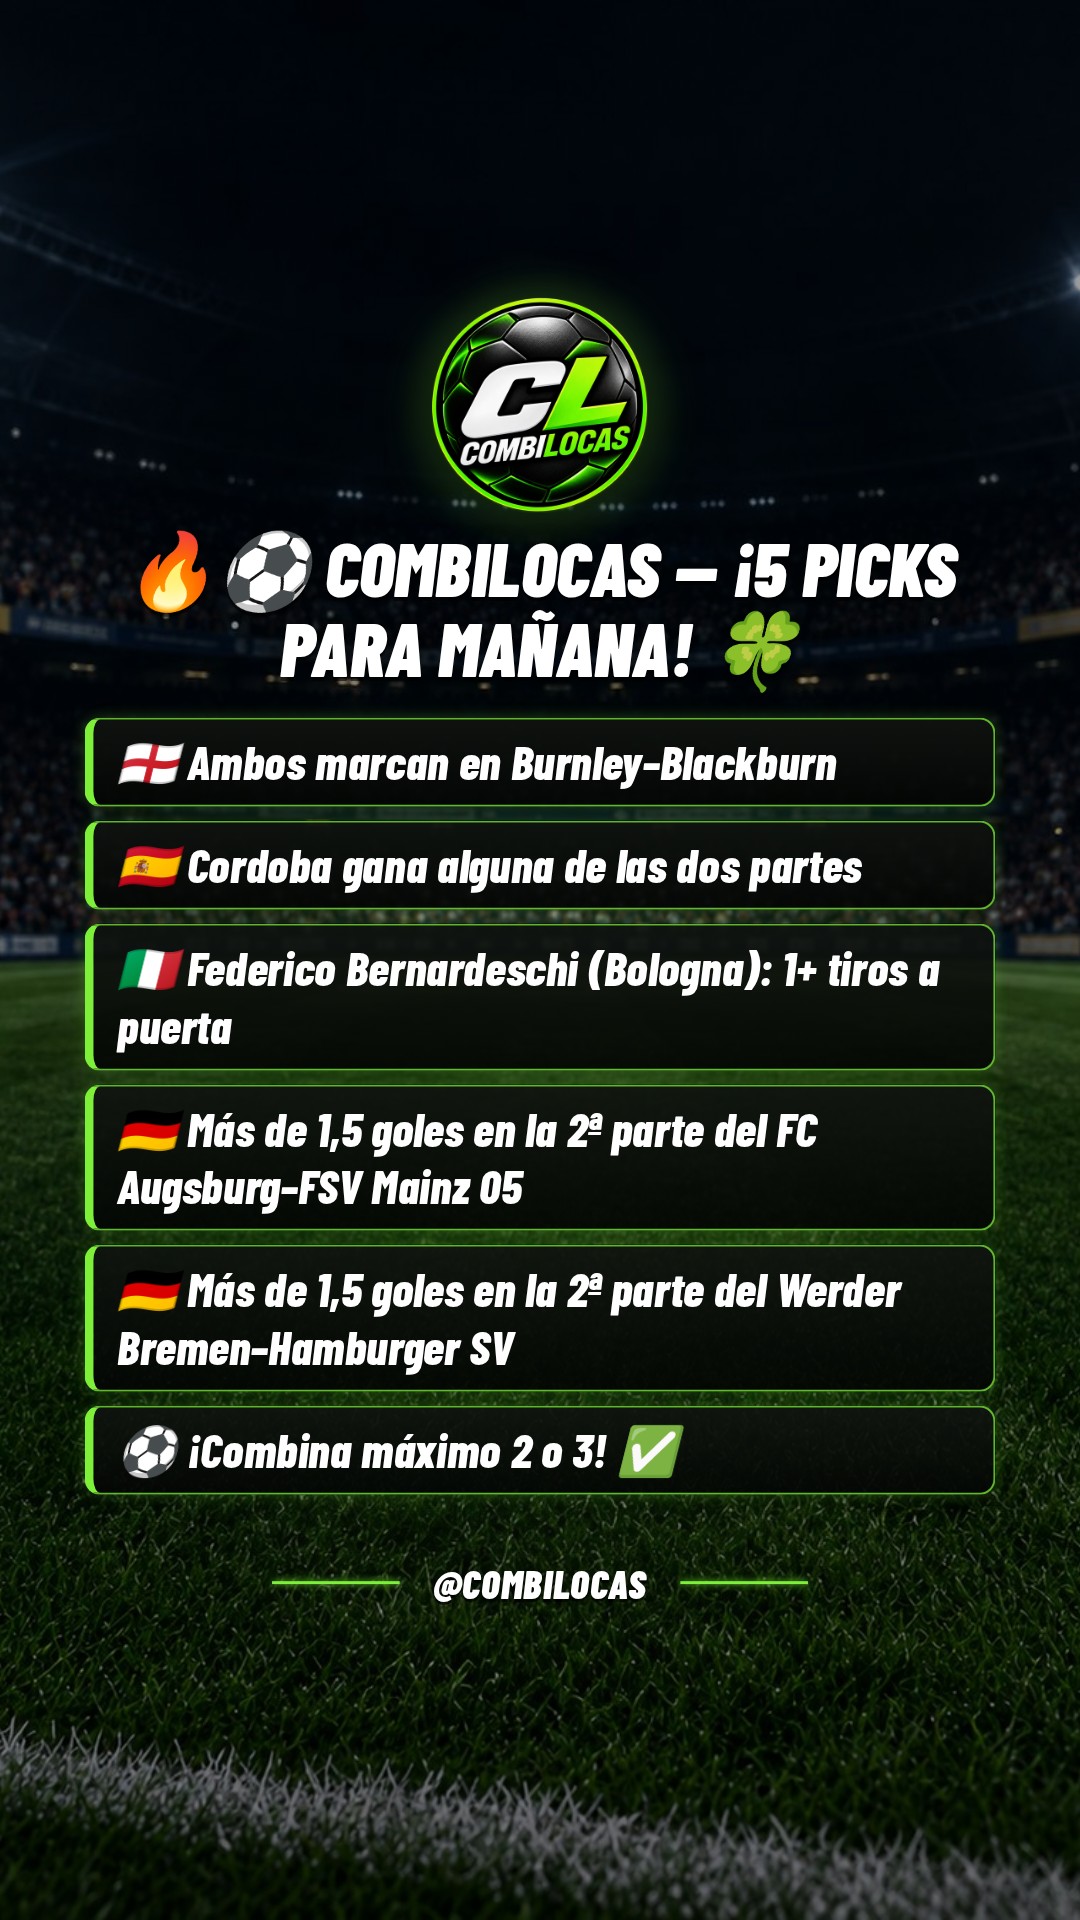 CL
COMBILOCAS
🔥⚽ COMBILOCAS – ¡5 PICKS
PARA MAÑANA! 🍀
🏴󠁧󠁢󠁥󠁮󠁧󠁿 Ambos marcan en Burnley–Blackburn
🇪🇸 Cordoba gana alguna de las dos partes
🇮🇹 Federico Bernardeschi (Bologna): 1+ tiros a
puerta
🇩🇪 Más de 1,5 goles en la 2ª parte del FC
Augsburg–FSV Mainz 05
🇩🇪 Más de 1,5 goles en la 2ª parte del Werder
Bremen–Hamburger SV
⚽ ¡Combina máximo 2 o 3! ✅
@COMBILOCAS